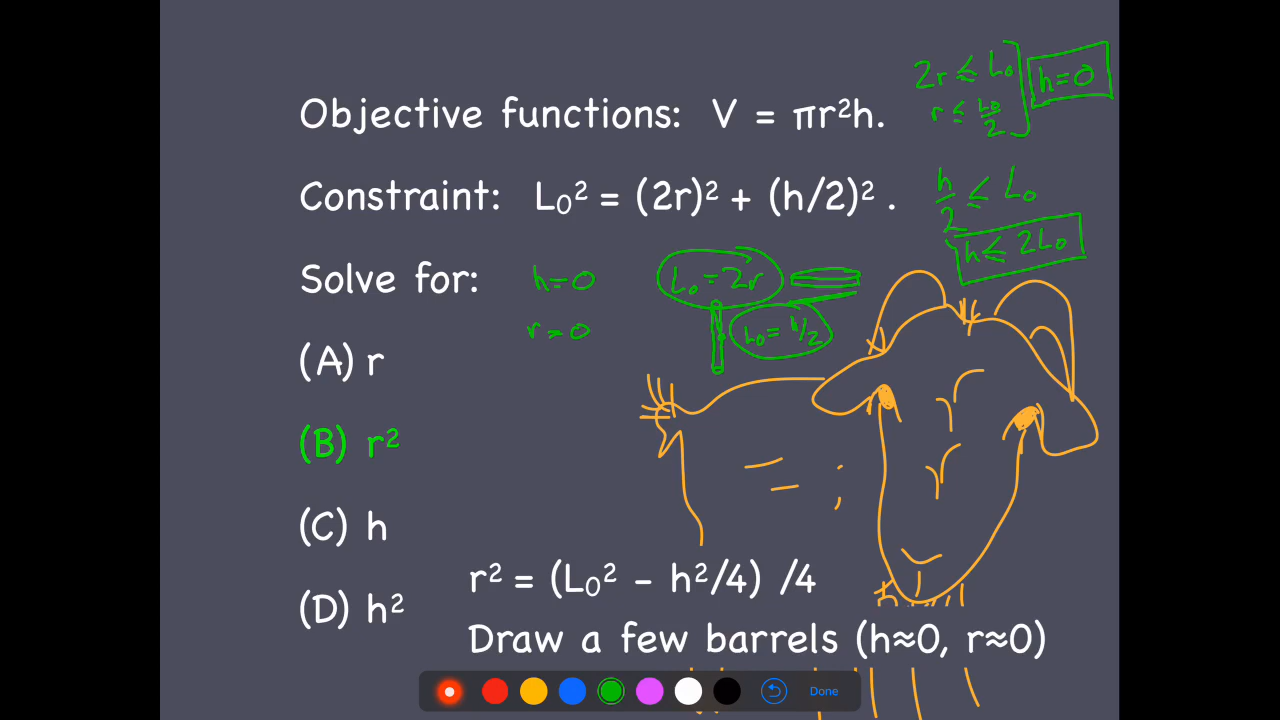 Objective functions: V = πr²h.
2r ≤ L₀
r ≤ L₀/2
h=0
Constraint: L₀² = (2r)² + (h/2)² .
h/2 ≤ L₀
h ≤ 2L₀
Solve for:
h=0
L₀ = 2r
r=0
L₀ = h/2
(A) r
(B) r²
(C) h
(D) h²
r² = (L₀² - h²/4) /4
Draw a few barrels (h≈0, r≈0)
Done